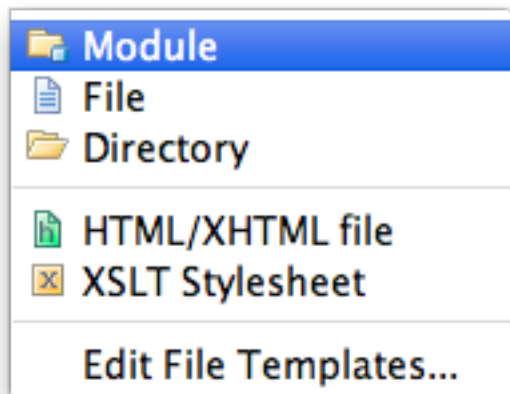 Module
File
Directory
HTML/XHTML file
XSLT Stylesheet
Edit File Templates...